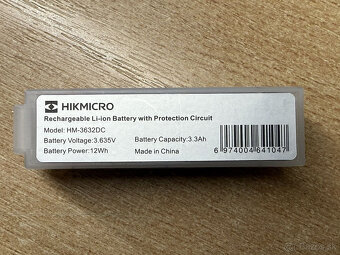 HIKMICRO
Rechargeable Li-ion Battery with Protection Circuit
Model: HM-3632DC
Battery Voltage:3.635V Battery Capacity:3.3Ah
Battery Power:12Wh Made in China
6 974004 641047